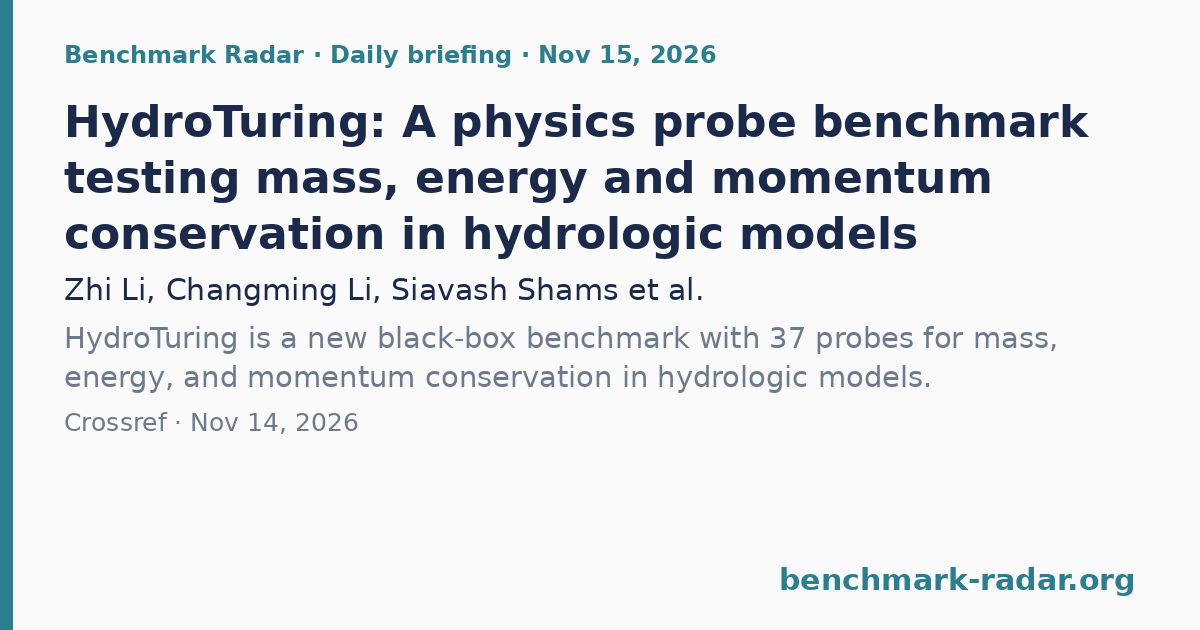 Benchmark Radar · Daily briefing · Nov 15, 2026
HydroTuring: A physics probe benchmark
testing mass, energy and momentum
conservation in hydrologic models
Zhi Li, Changming Li, Siavash Shams et al.
HydroTuring is a new black-box benchmark with 37 probes for mass,
energy, and momentum conservation in hydrologic models.
Crossref · Nov 14, 2026
benchmark-radar.org